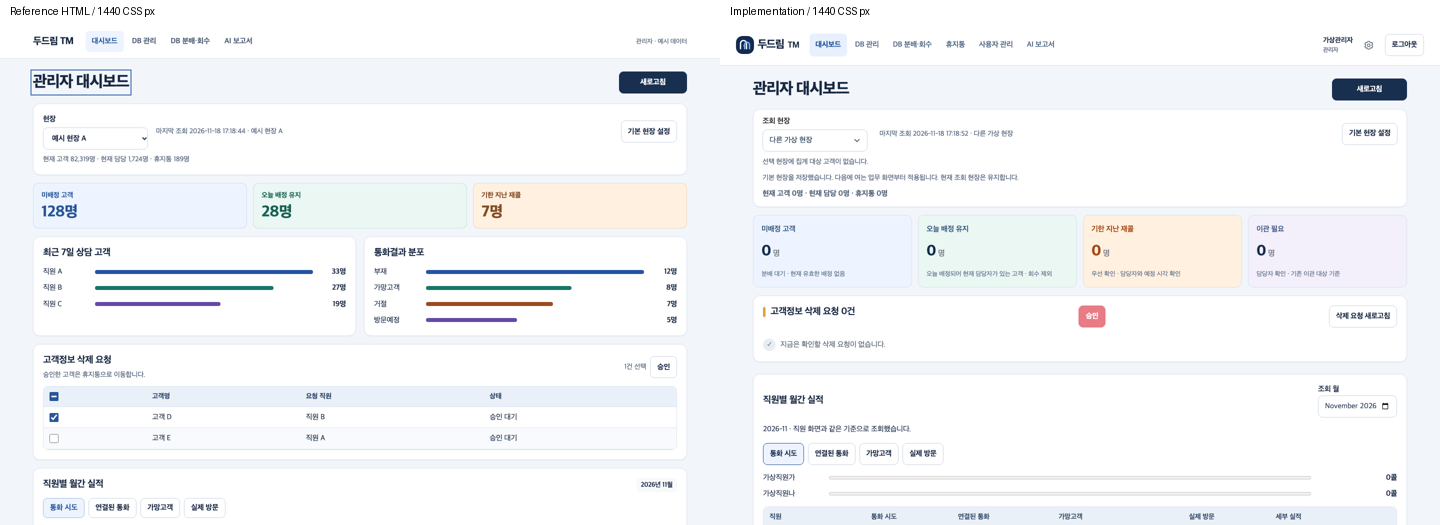 Reference HTML / 1440 CSS px
두드림 TM
대시보드
DB 관리
DB 분배·회수
AI 보고서
관리자 · 예시 데이터
관리자 대시보드
새로고침
현장
예시 현장 A
마지막 조회 2026-11-18 17:18:44 · 예시 현장 A
기본 현장 설정
현재 고객 82,319명 · 현재 담당 1,724명 · 휴지통 189명
미배정 고객
128명
오늘 배정 유지
28명
기한 지난 재콜
7명
최근 7일 상담 고객
직원 A 33명
직원 B 27명
직원 C 19명
통화결과 분포
부재 12명
가망고객 8명
거절 7명
방문예정 5명
고객정보 삭제 요청
승인한 고객은 휴지통으로 이동합니다.
1건 선택
승인
고객명 요청 직원 상태
고객 D 직원 B 승인 대기
고객 E 직원 A 승인 대기
직원별 월간 실적
2026년 11월
통화 시도
연결된 통화
가망고객
실제 방문
Implementation / 1440 CSS px
두드림 TM
대시보드
DB 관리
DB 분배·회수
휴지통
사용자 관리
AI 보고서
가상관리자
관리자
로그아웃
관리자 대시보드
새로고침
조회 현장
다른 가상 현장
마지막 조회 2026-11-18 17:18:52 · 다른 가상 현장
기본 현장 설정
선택 현장에 집계 대상 고객이 없습니다.
기본 현장을 저장했습니다. 다음에 여는 업무 화면부터 적용됩니다. 현재 조회 현장은 유지합니다.
현재 고객 0명 · 현재 담당 0명 · 휴지통 0명
미배정 고객
0 명
분배 대기 · 현재 유효한 배정 없음
오늘 배정 유지
0 명
오늘 배정되어 현재 담당자가 있는 고객 · 회수 제외
기한 지난 재콜
0 명
우선 확인 · 담당자와 예정 시각 확인
이관 필요
0 명
담당자 확인 · 기존 이관 대상 기준
고객정보 삭제 요청 0건
승인
삭제 요청 새로고침
지금은 확인할 삭제 요청이 없습니다.
직원별 월간 실적
조회 월
November 2026
2026-11 · 직원 화면과 같은 기준으로 조회했습니다.
통화 시도
연결된 통화
가망고객
실제 방문
가상직원가 0콜
가상직원나 0콜
직원 통화 시도 연결된 통화 가망고객 실제 방문 세부 실적